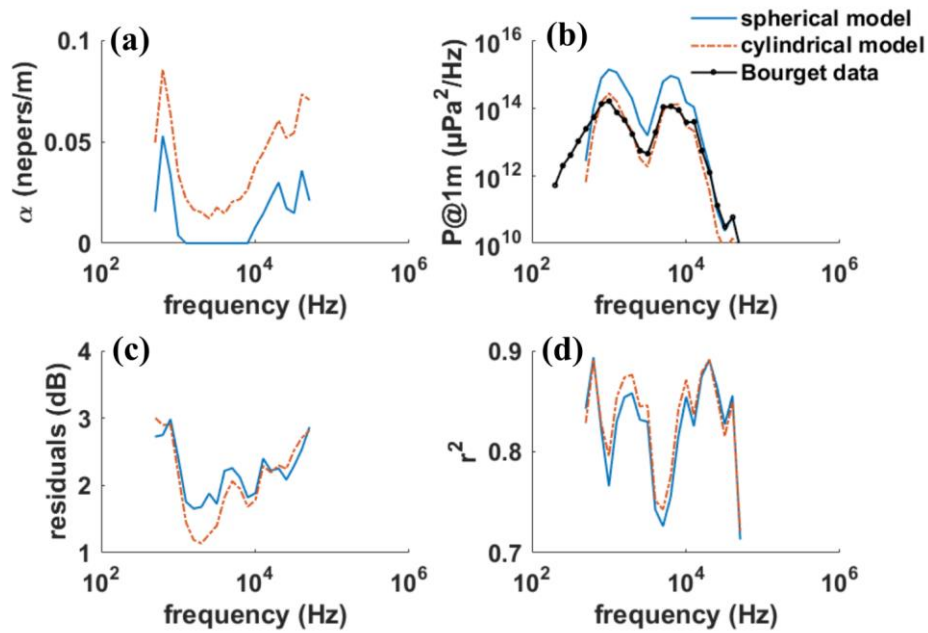 spherical model
cylindrical model
Bourget data
(a)
0.1
0.05
0
α (nepers/m)
10² 10⁴ 10⁶
frequency (Hz)
(b)
10¹⁶
10¹⁴
10¹²
10¹⁰
P@1m (µPa²/Hz)
10² 10⁴ 10⁶
frequency (Hz)
(c)
4
3
2
1
residuals (dB)
10² 10⁴ 10⁶
frequency (Hz)
(d)
0.9
0.8
0.7
r²
10² 10⁴ 10⁶
frequency (Hz)